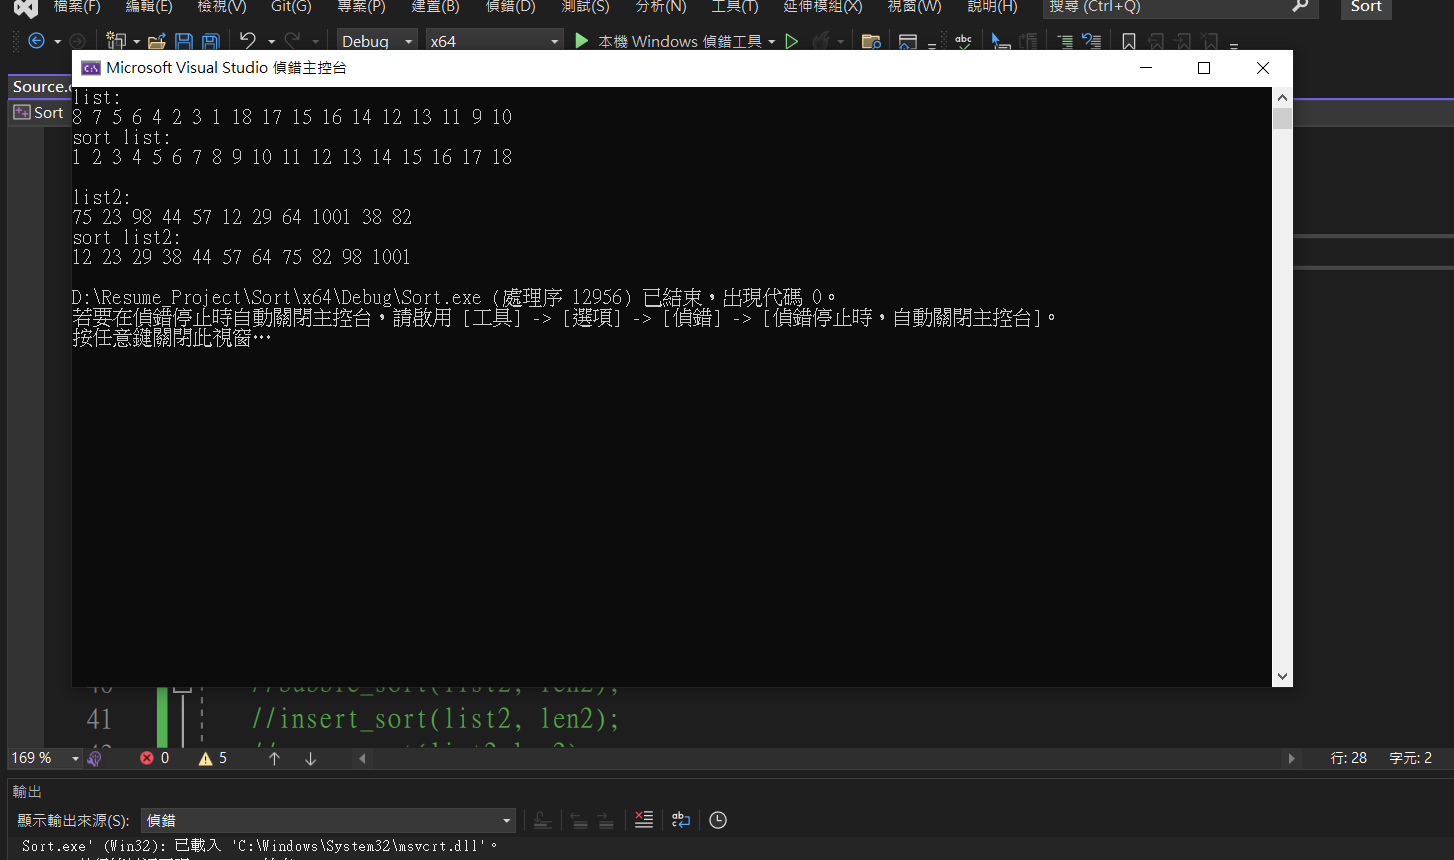 檔案(F) 編輯(E) 檢視(V) Git(G) 專案(P) 建置(B) 偵錯(D) 測試(S) 分析(N) 工具(T) 延伸模組(X) 視窗(W) 說明(H) 搜尋 (Ctrl+Q) Sort
Debug x64 本機 Windows 偵錯工具
Microsoft Visual Studio 偵錯主控台
Source.
Sort
list:
8 7 5 6 4 2 3 1 18 17 15 16 14 12 13 11 9 10
sort list:
1 2 3 4 5 6 7 8 9 10 11 12 13 14 15 16 17 18
list2:
75 23 98 44 57 12 29 64 1001 38 82
sort list2:
12 23 29 38 44 57 64 75 82 98 1001
D:\Resume_Project\Sort\x64\Debug\Sort.exe (處理序 12956) 已結束，出現代碼 0。
若要在偵錯停止時自動關閉主控台，請啟用 [工具] -> [選項] -> [偵錯] -> [偵錯停止時，自動關閉主控台]。
按任意鍵關閉此視窗…
//bubble_sort(list2, len2);
41 //insert_sort(list2, len2);
169 % 0 5 行: 28 字元: 2
輸出
顯示輸出來源(S): 偵錯
Sort.exe' (Win32): 已載入 'C:\Windows\System32\msvcrt.dll'。